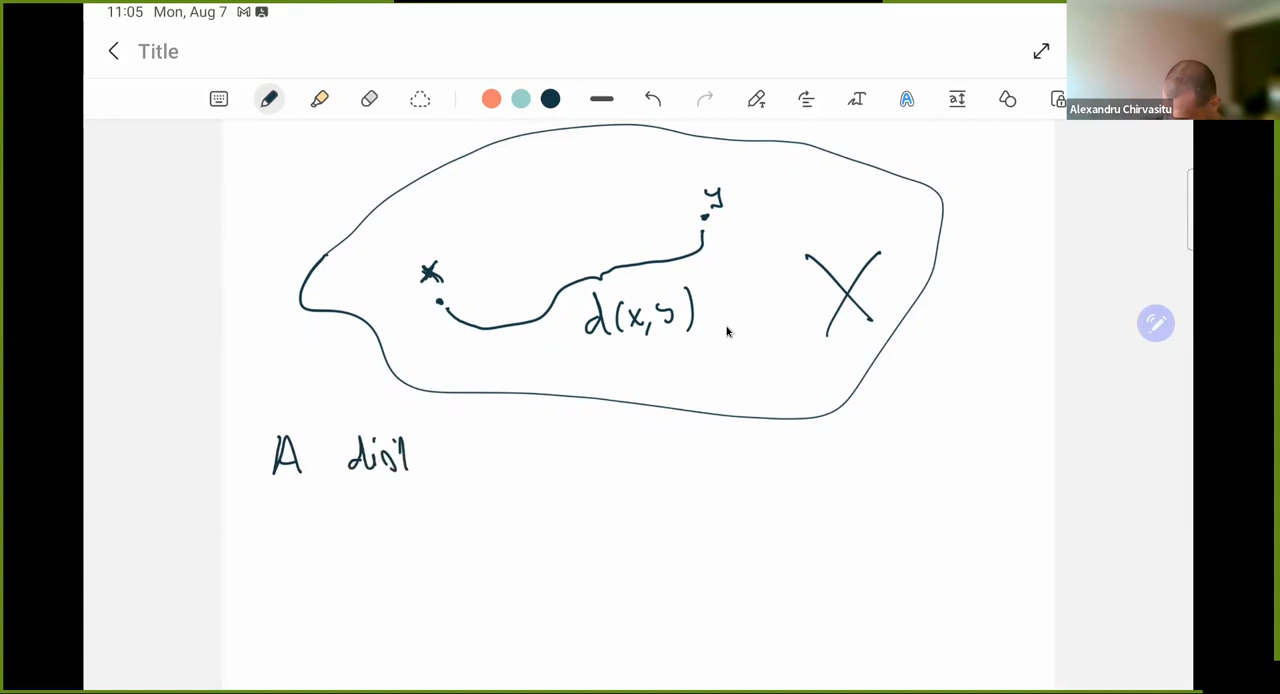 11:05 Mon, Aug 7
Title
Alexandru Chirvasitu
y
x
d(x,y)
X
A dist